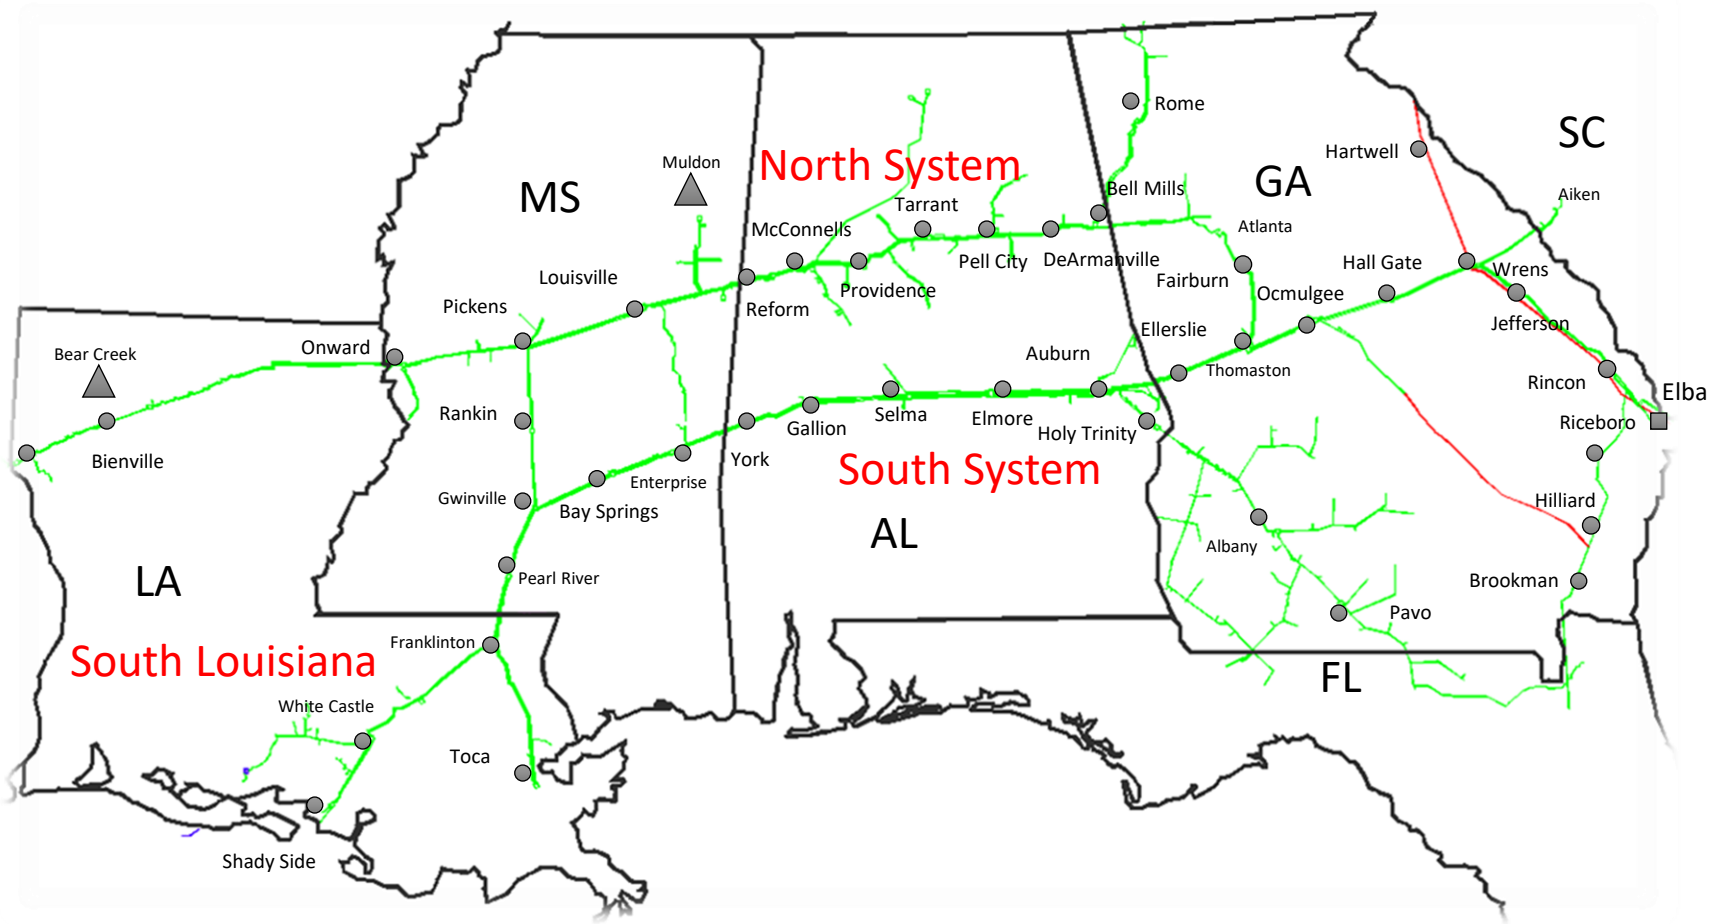 Rome
SC
Hartwell
Muldon
North System
GA
MS
Bell Mills
Aiken
Tarrant
McConnells
Atlanta
Pell City
DeArmanville
Hall Gate
Wrens
Louisville
Fairburn
Providence
Ocmulgee
Pickens
Reform
Jefferson
Ellerslie
Onward
Bear Creek
Auburn
Thomaston
Rincon
Elba
Rankin
Selma
Elmore
Riceboro
Gallion
Holy Trinity
Bienville
York
South System
Enterprise
Gwinville
Bay Springs
Hilliard
AL
Albany
LA
Pearl River
Brookman
Pavo
Franklinton
South Louisiana
FL
White Castle
Toca
Shady Side